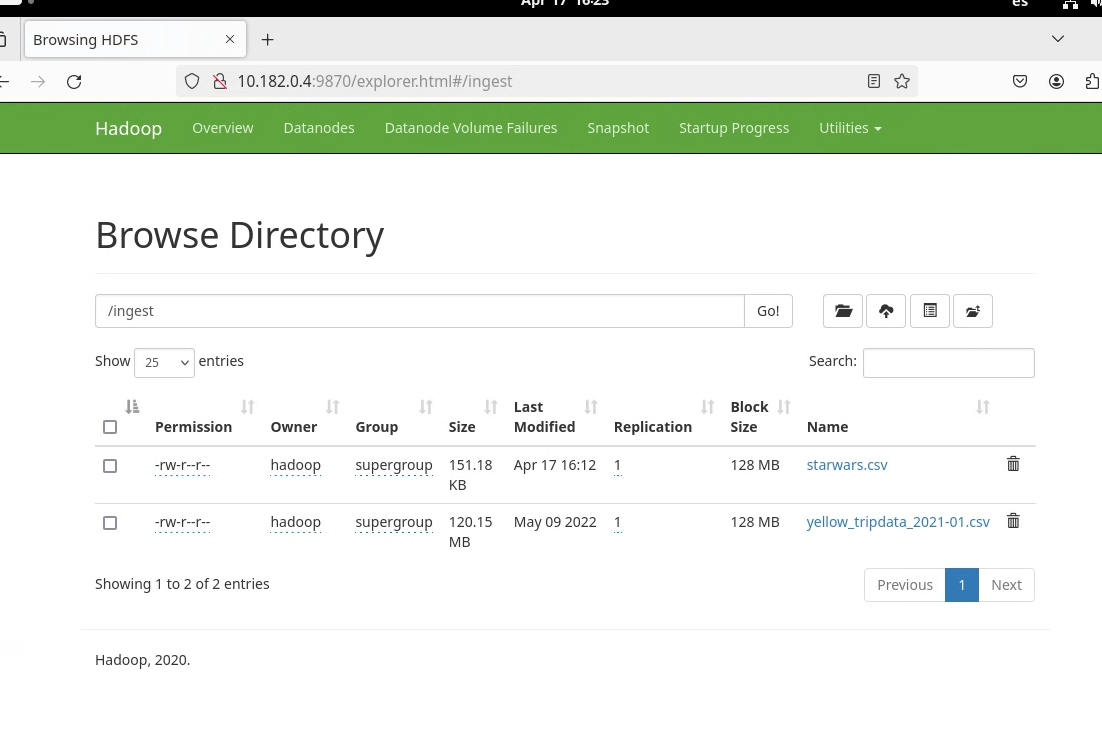 Apr 17 16:23
es
Browsing HDFS
10.182.0.4:9870/explorer.html#/ingest
Hadoop Overview Datanodes Datanode Volume Failures Snapshot Startup Progress Utilities
Browse Directory
/ingest Go!
Show 25 entries Search:
Permission Owner Group Size Last Modified Replication Block Size Name
-rw-r--r-- hadoop supergroup 151.18 KB Apr 17 16:12 1 128 MB starwars.csv
-rw-r--r-- hadoop supergroup 120.15 MB May 09 2022 1 128 MB yellow_tripdata_2021-01.csv
Showing 1 to 2 of 2 entries Previous 1 Next
Hadoop, 2020.